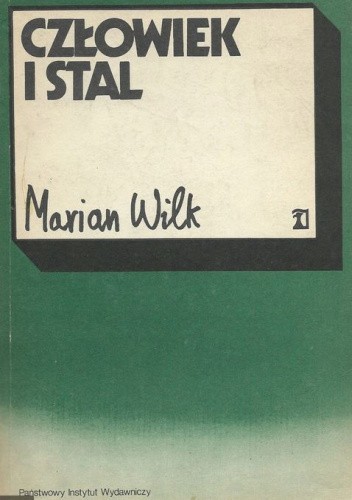 CZŁOWIEK
I STAL
Marian Wilk
Państwowy Instytut Wydawniczy